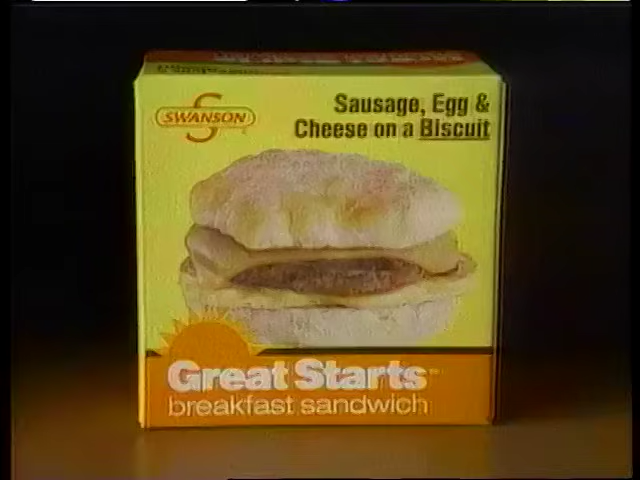 SWANSON
Sausage, Egg &
Cheese on a Biscuit
Great Starts
breakfast sandwich